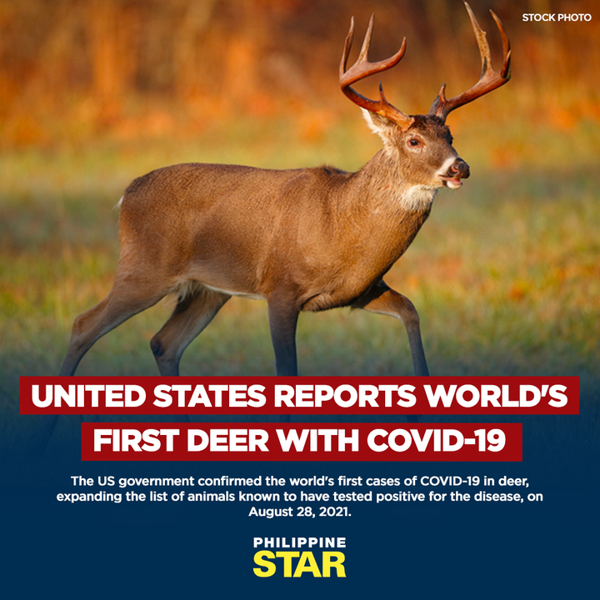 STOCK PHOTO
UNITED STATES REPORTS WORLD'S
FIRST DEER WITH COVID-19
The US government confirmed the world's first cases of COVID-19 in deer,
expanding the list of animals known to have tested positive for the disease, on
August 28, 2021.
PHILIPPINE
STAR